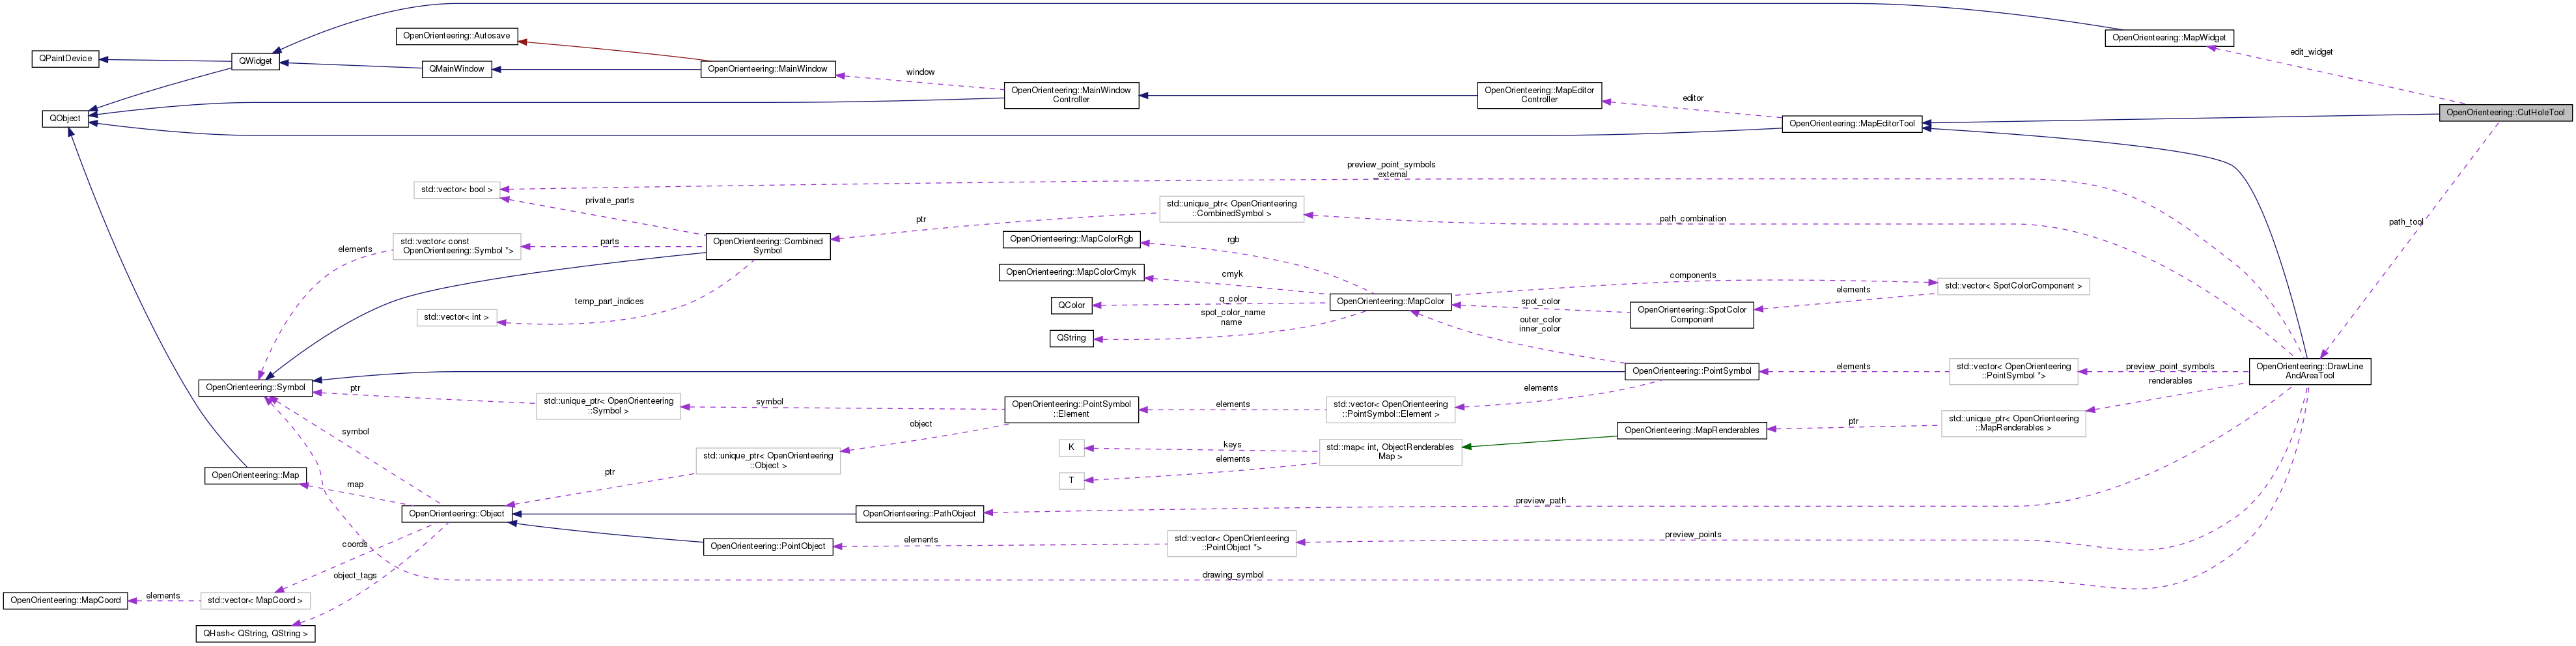 OpenOrienteering::MapWidget
OpenOrienteering::Autosave
edit_widget
QPaintDevice
QWidget
QMainWindow
OpenOrienteering::MainWindow
window
OpenOrienteering::MainWindow
Controller
OpenOrienteering::MapEditor
Controller
editor
OpenOrienteering::CutHoleTool
QObject
OpenOrienteering::MapEditorTool
preview_point_symbols
_external
std::vector< bool >
private_parts
std::unique_ptr< OpenOrienteering
::CombinedSymbol >
ptr
path_combination
path_tool
OpenOrienteering::MapColorRgb
rgb
elements
std::vector< const
OpenOrienteering::Symbol *>
parts
OpenOrienteering::Combined
Symbol
OpenOrienteering::MapColorCmyk
cmyk
components
std::vector< SpotColorComponent >
elements
temp_part_indices
QColor
q_color
OpenOrienteering::MapColor
spot_color
OpenOrienteering::SpotColor
Component
std::vector< int >
spot_color_name
name
outer_color
inner_color
QString
OpenOrienteering::PointSymbol
elements
std::vector< OpenOrienteering
::PointSymbol *>
preview_point_symbols
OpenOrienteering::DrawLine
AndAreaTool
renderables
OpenOrienteering::Symbol
ptr
std::unique_ptr< OpenOrienteering
::Symbol >
symbol
OpenOrienteering::PointSymbol
::Element
elements
std::vector< OpenOrienteering
::PointSymbol::Element >
elements
object
symbol
std::unique_ptr< OpenOrienteering
::MapRenderables >
ptr
OpenOrienteering::MapRenderables
K
keys
std::map< int, ObjectRenderables
Map >
elements
T
std::unique_ptr< OpenOrienteering
::Object >
ptr
OpenOrienteering::Map
map
OpenOrienteering::Object
OpenOrienteering::PathObject
preview_path
OpenOrienteering::PointObject
elements
std::vector< OpenOrienteering
::PointObject *>
preview_points
coords
object_tags
drawing_symbol
OpenOrienteering::MapCoord
elements
std::vector< MapCoord >
QHash< QString, QString >